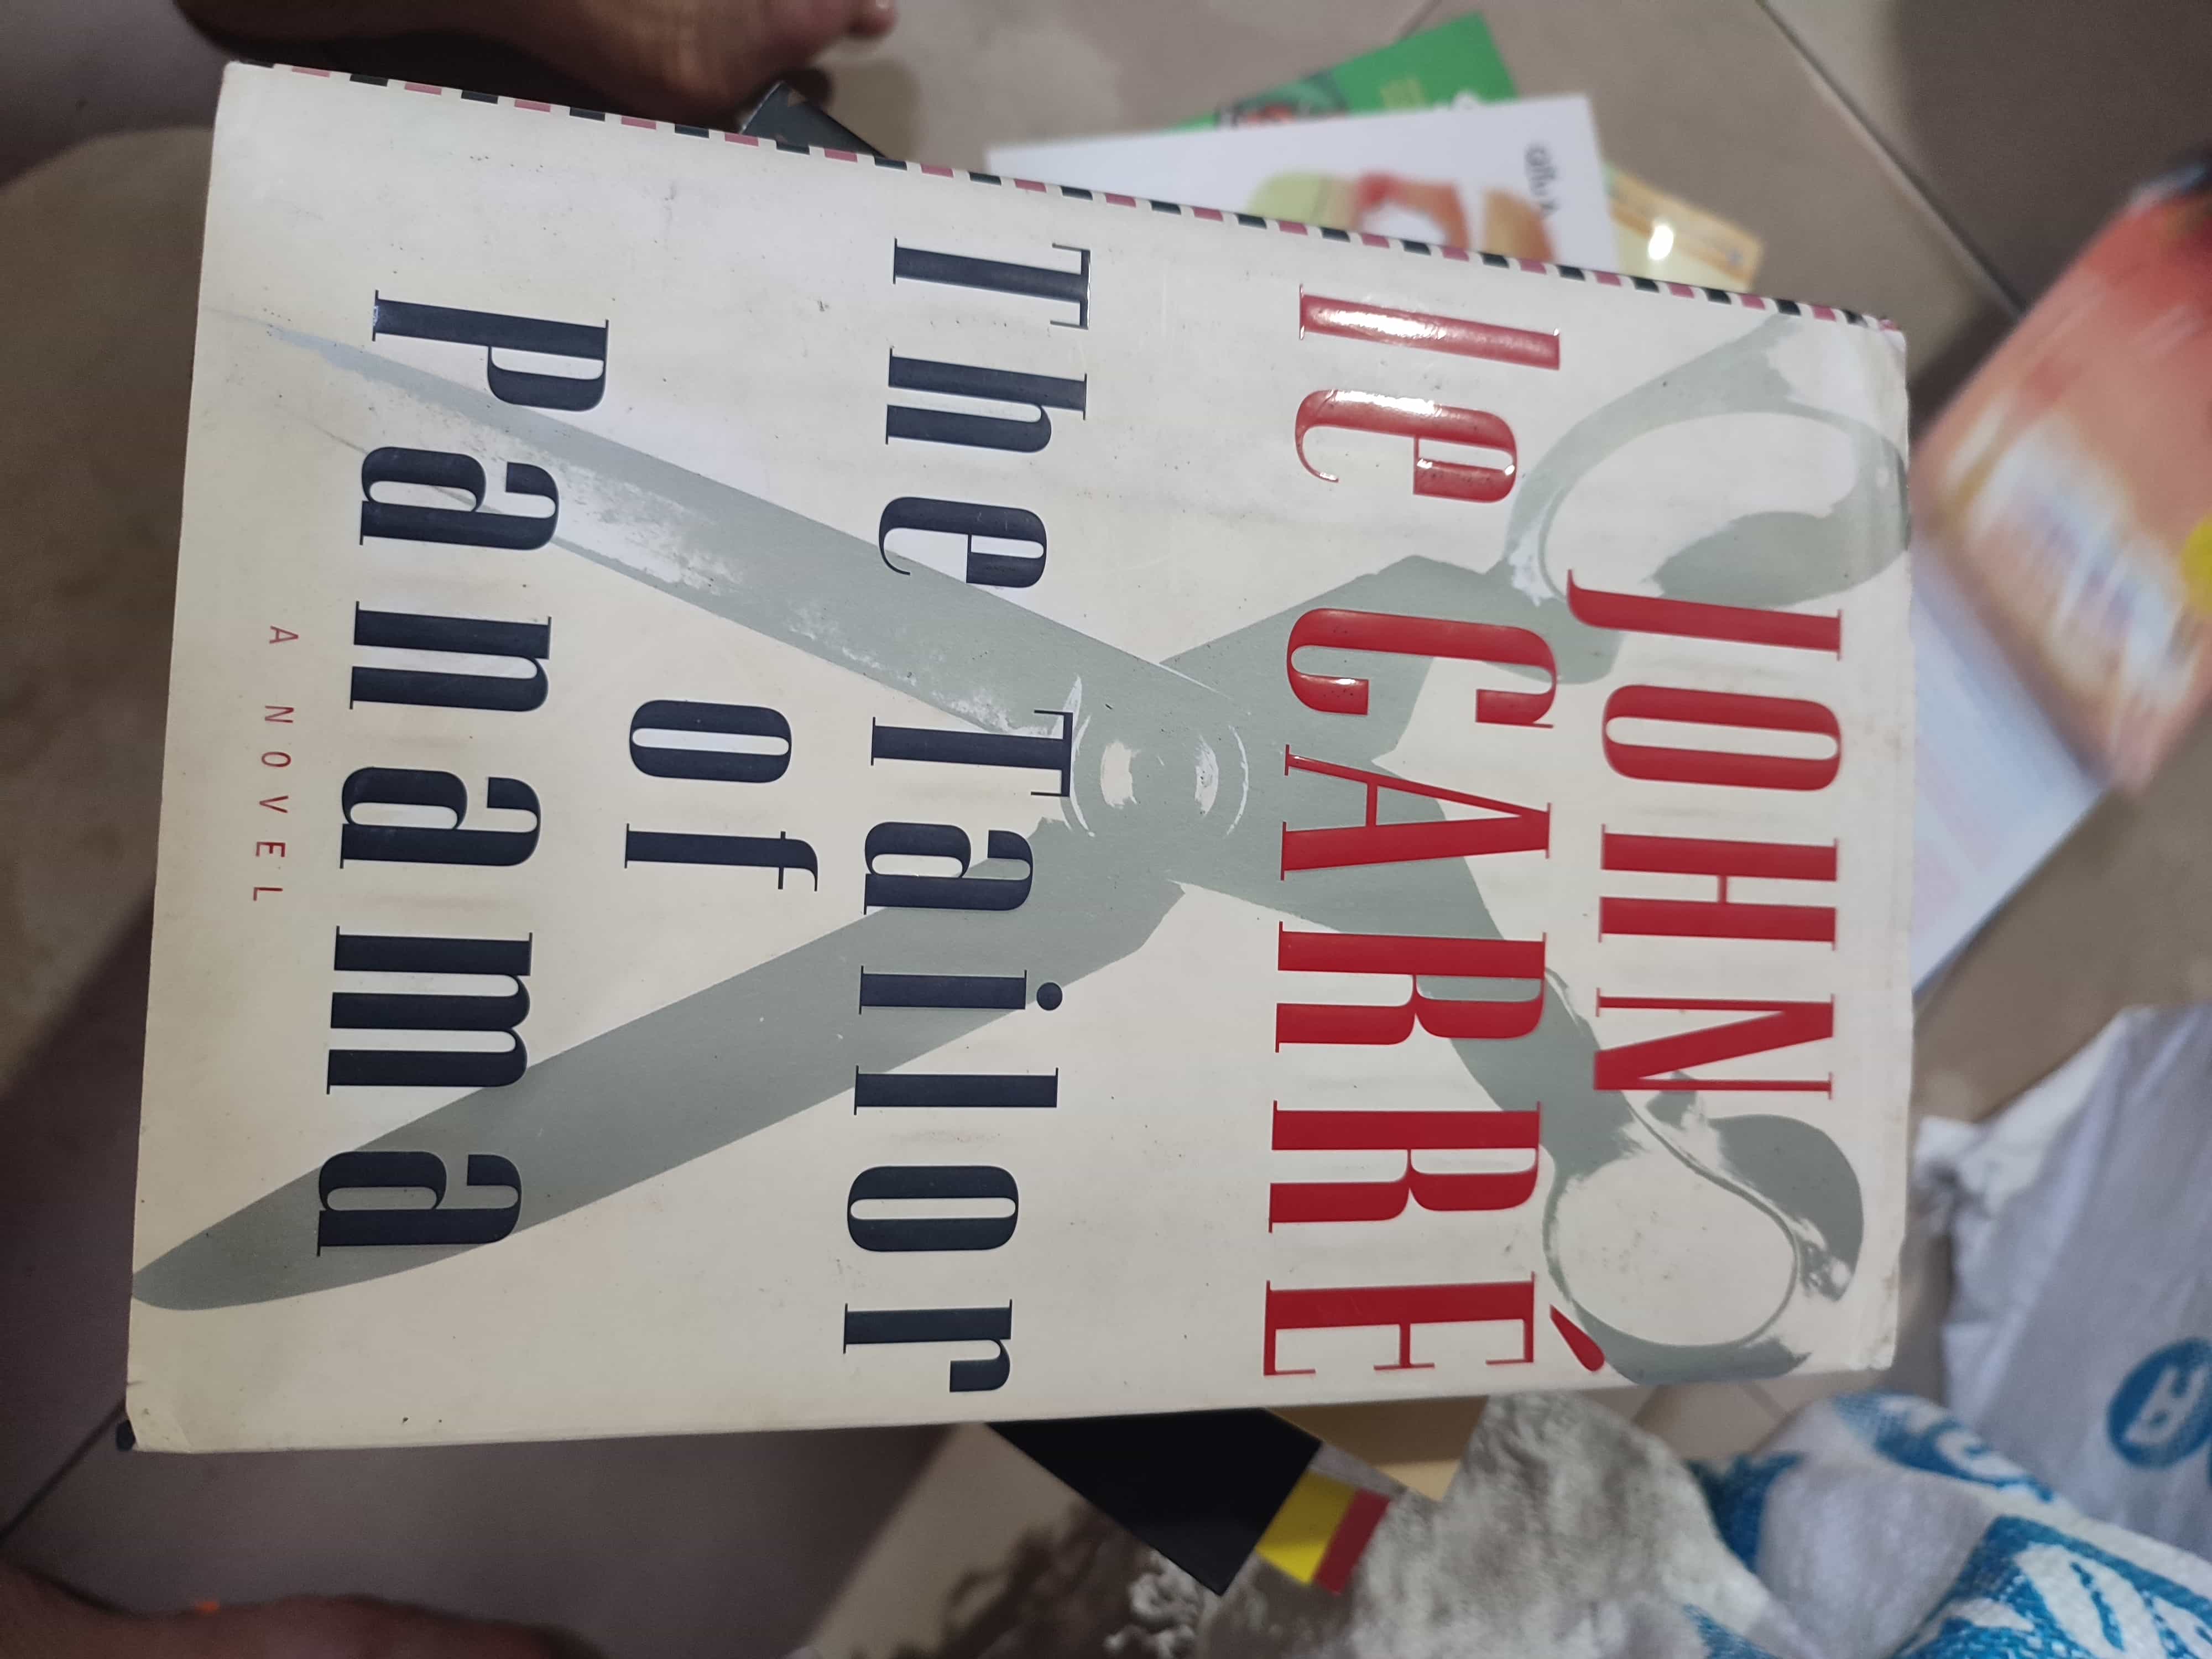 JOHN
le CARRÉ
The Tailor
of
Panama
A NOVEL